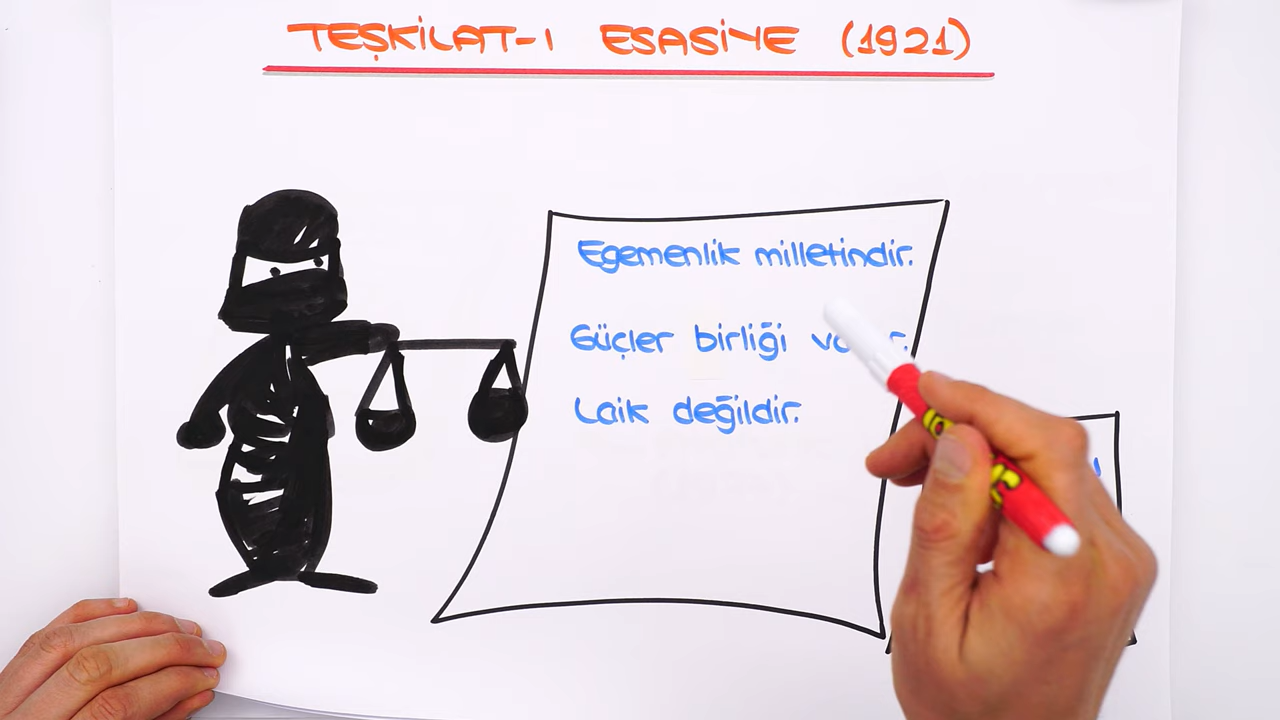 TEŞKİLAT-I ESASİYE (1921)
Egemenlik milletindir.
Güçler birliği
Laik değildir.